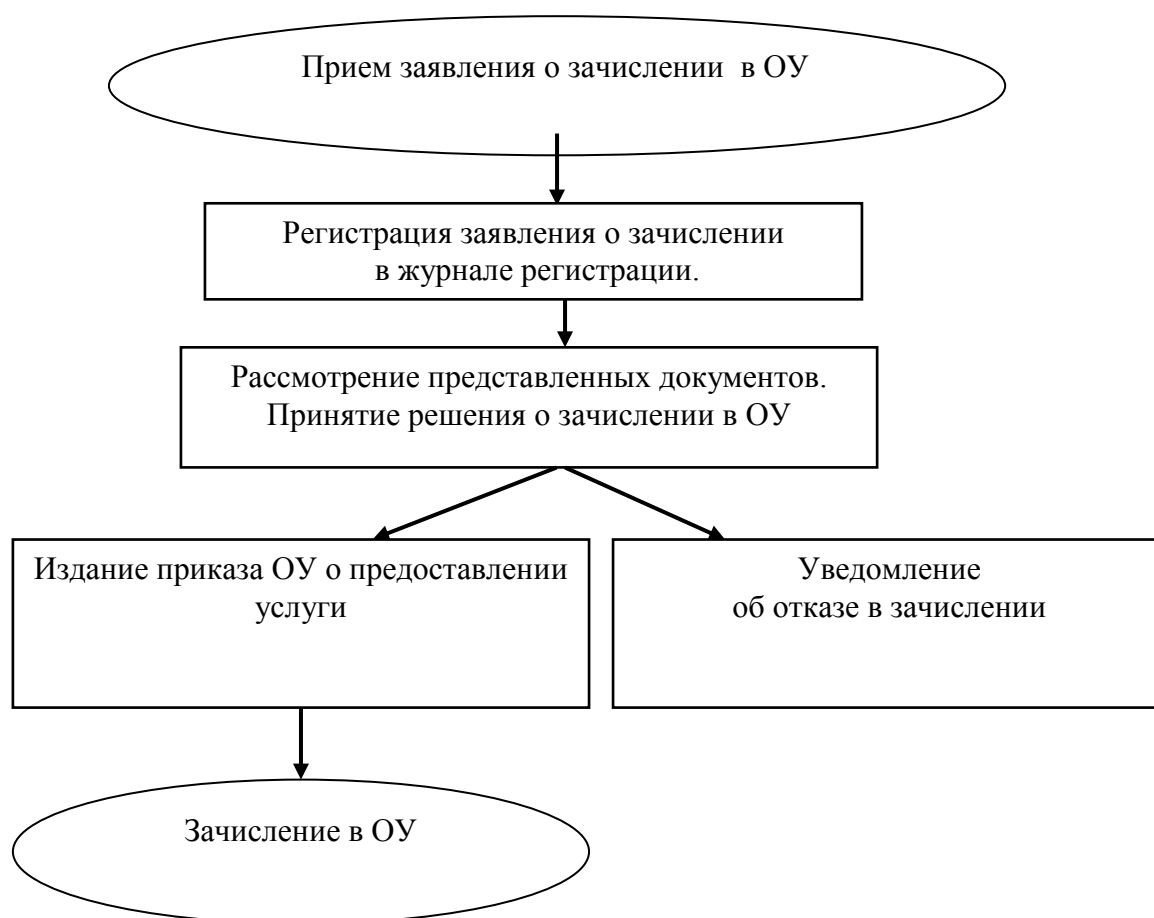 Прием заявления о зачислении  в ОУ
Регистрация заявления о зачислении
в журнале регистрации.
Рассмотрение представленных документов.
Принятие решения о зачислении в ОУ
Издание приказа ОУ о предоставлении
услуги
Уведомление
об отказе в зачислении
Зачисление в ОУ